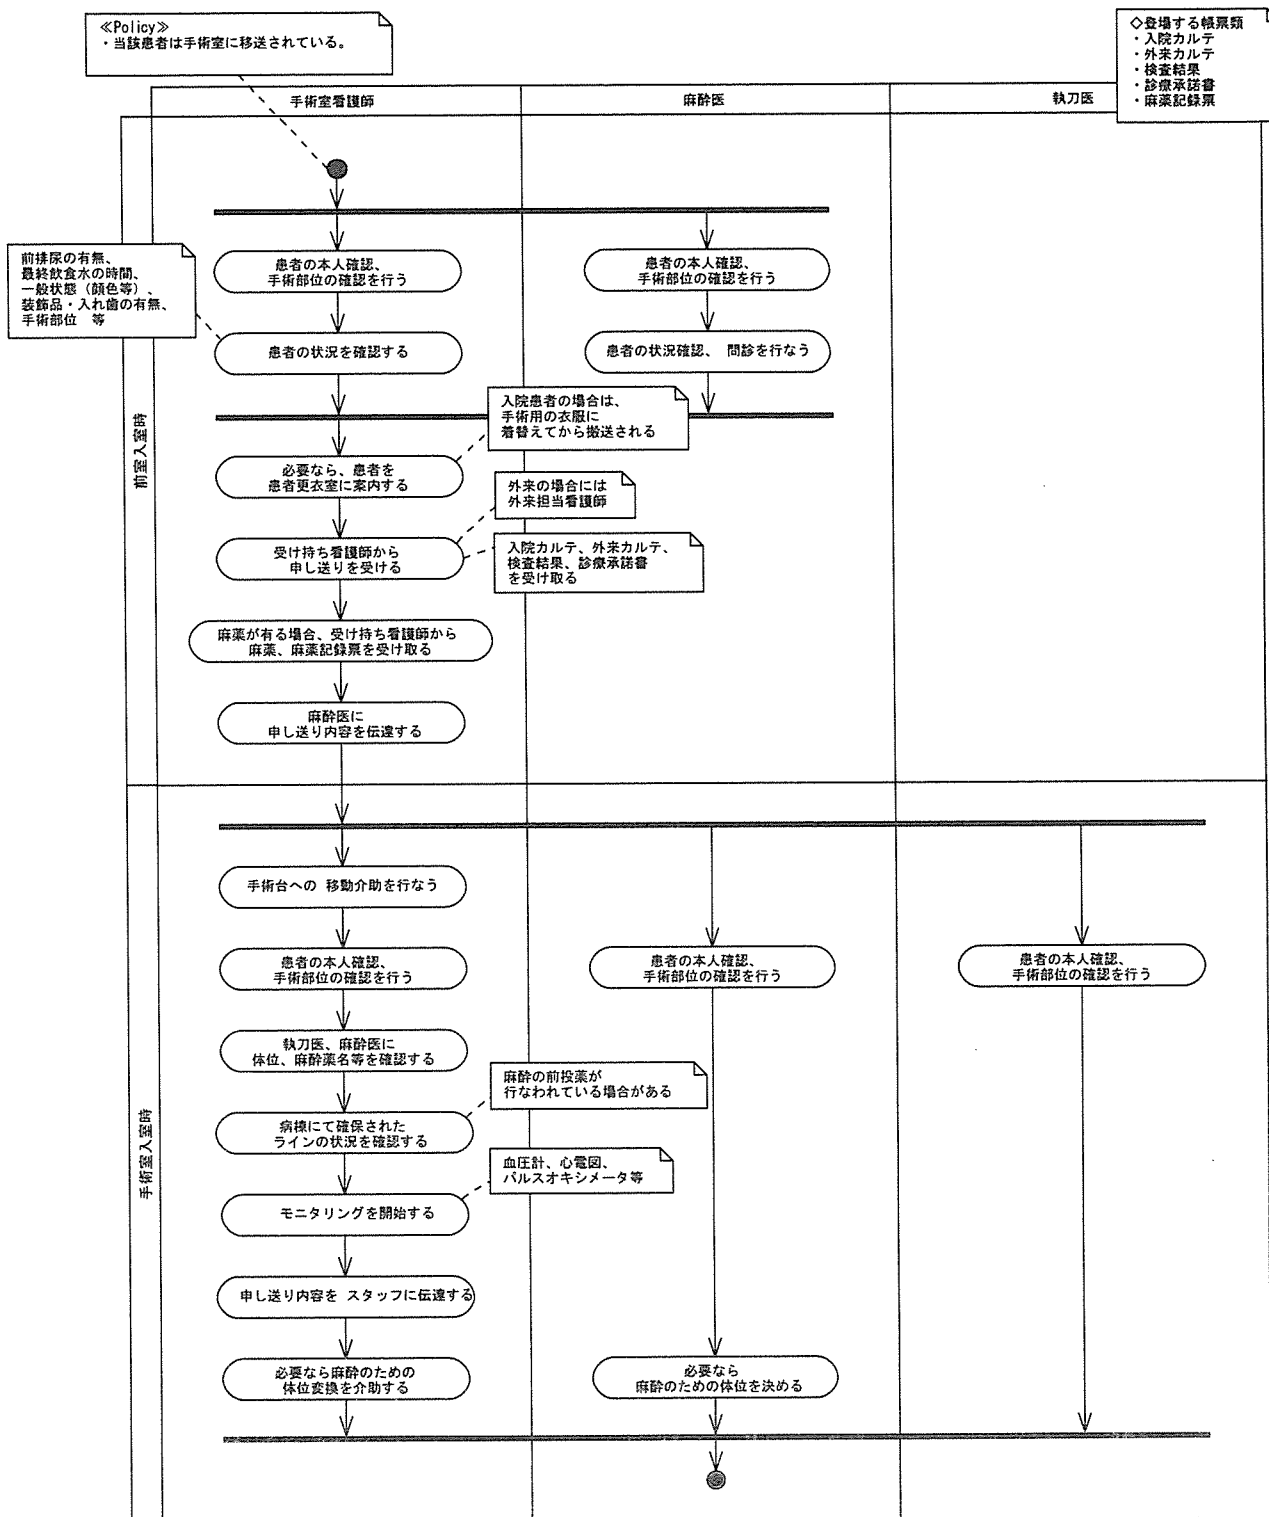 ≪Policy≫
・当該患者は手術室に移送されている。
◇登場する帳票類
・入院カルテ
・外来カルテ
・検査結果
・診療承諾書
・麻薬記録票
手術室看護師
麻酔医
執刀医
前室入室時
前排尿の有無、
最終飲食水の時間、
一般状態（顔色等）、
装飾品・入れ歯の有無、
手術部位 等
患者の本人確認、
手術部位の確認を行う
患者の本人確認、
手術部位の確認を行う
患者の状況を確認する
患者の状況確認、 問診を行なう
入院患者の場合は、
手術用の衣服に
着替えてから搬送される
必要なら、患者を
患者更衣室に案内する
外来の場合には
外来担当看護師
受け持ち看護師から
申し送りを受ける
入院カルテ、外来カルテ、
検査結果、診療承諾書
を受け取る
麻薬が有る場合、受け持ち看護師から
麻薬、麻薬記録票を受け取る
麻酔医に
申し送り内容を伝達する
手術室入室時
手術台への 移動介助を行なう
患者の本人確認、
手術部位の確認を行う
患者の本人確認、
手術部位の確認を行う
患者の本人確認、
手術部位の確認を行う
執刀医、麻酔医に
体位、麻酔薬名等を確認する
麻酔の前投薬が
行なわれている場合がある
病棟にて確保された
ラインの状況を確認する
血圧計、心電図、
パルスオキシメータ等
モニタリングを開始する
申し送り内容を スタッフに伝達する
必要なら麻酔のための
体位変換を介助する
必要なら
麻酔のための体位を決める